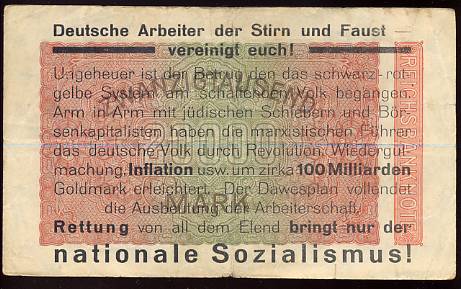 Deutsche Arbeiter der Stirn und Faust —
vereinigt euch!
Ungeheuer ist der Betrug, den das schwarz-rot-
gelbe System am schaffenden Volk begangen.
Arm in Arm mit jüdischen Schiebern und Bör-
senkapitalisten haben die marxistischen Führer
das deutsche Volk durch Revolution, Wiedergut-
machung, Inflation usw. um zirka 100 Milliarden
Goldmark erleichtert. Der Dawesplan vollendet
die Ausbeutung der Arbeiterschaft.
Rettung von all dem Elend bringt nur der
nationale Sozialismus!
ZWANZIGTAUSEND
MARK
REICHSBANKNOTE